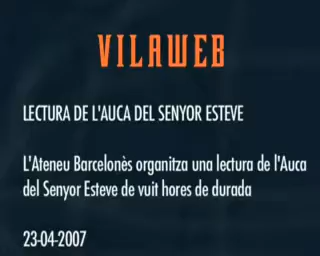 VILAWEB
LECTURA DE L'AUCA DEL SENYOR ESTEVE
L'Ateneu Barcelonès organitza una lectura de l'Auca
del Senyor Esteve de vuit hores de durada
23-04-2007